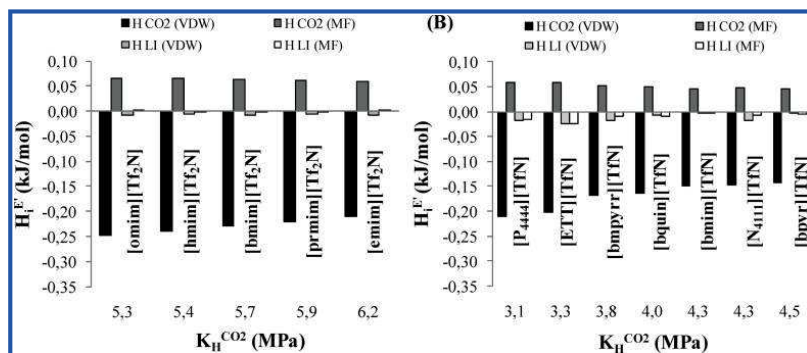 H CO2 (VDW) H CO2 (MF)
H LI (VDW) H LI (MF)
0,10
0,05
0,00
-0,05
-0,10
-0,15
-0,20
-0,25
-0,30
-0,35
HᵢE' (kJ/mol)
[omim][Tf₂N]
[hmim][Tf₂N]
[bmim][Tf₂N]
[prmim][Tf₂N]
[emim][Tf₂N]
5,3 5,4 5,7 5,9 6,2
K_H^CO2 (MPa)
(B)
H CO2 (VDW) H CO2 (MF)
H LI (VDW) H LI (MF)
0,10
0,05
0,00
-0,05
-0,10
-0,15
-0,20
-0,25
-0,30
-0,35
HᵢE' (kJ/mol)
[P₄₄₄₄][TfN]
[ETT][TfN]
[bmpyrr][TfN]
[bquin][TfN]
[bmim][TfN]
[N₄₁₁₁][TfN]
[bpyr][TfN]
3,1 3,3 3,8 4,0 4,3 4,3 4,5
K_H^CO2 (MPa)